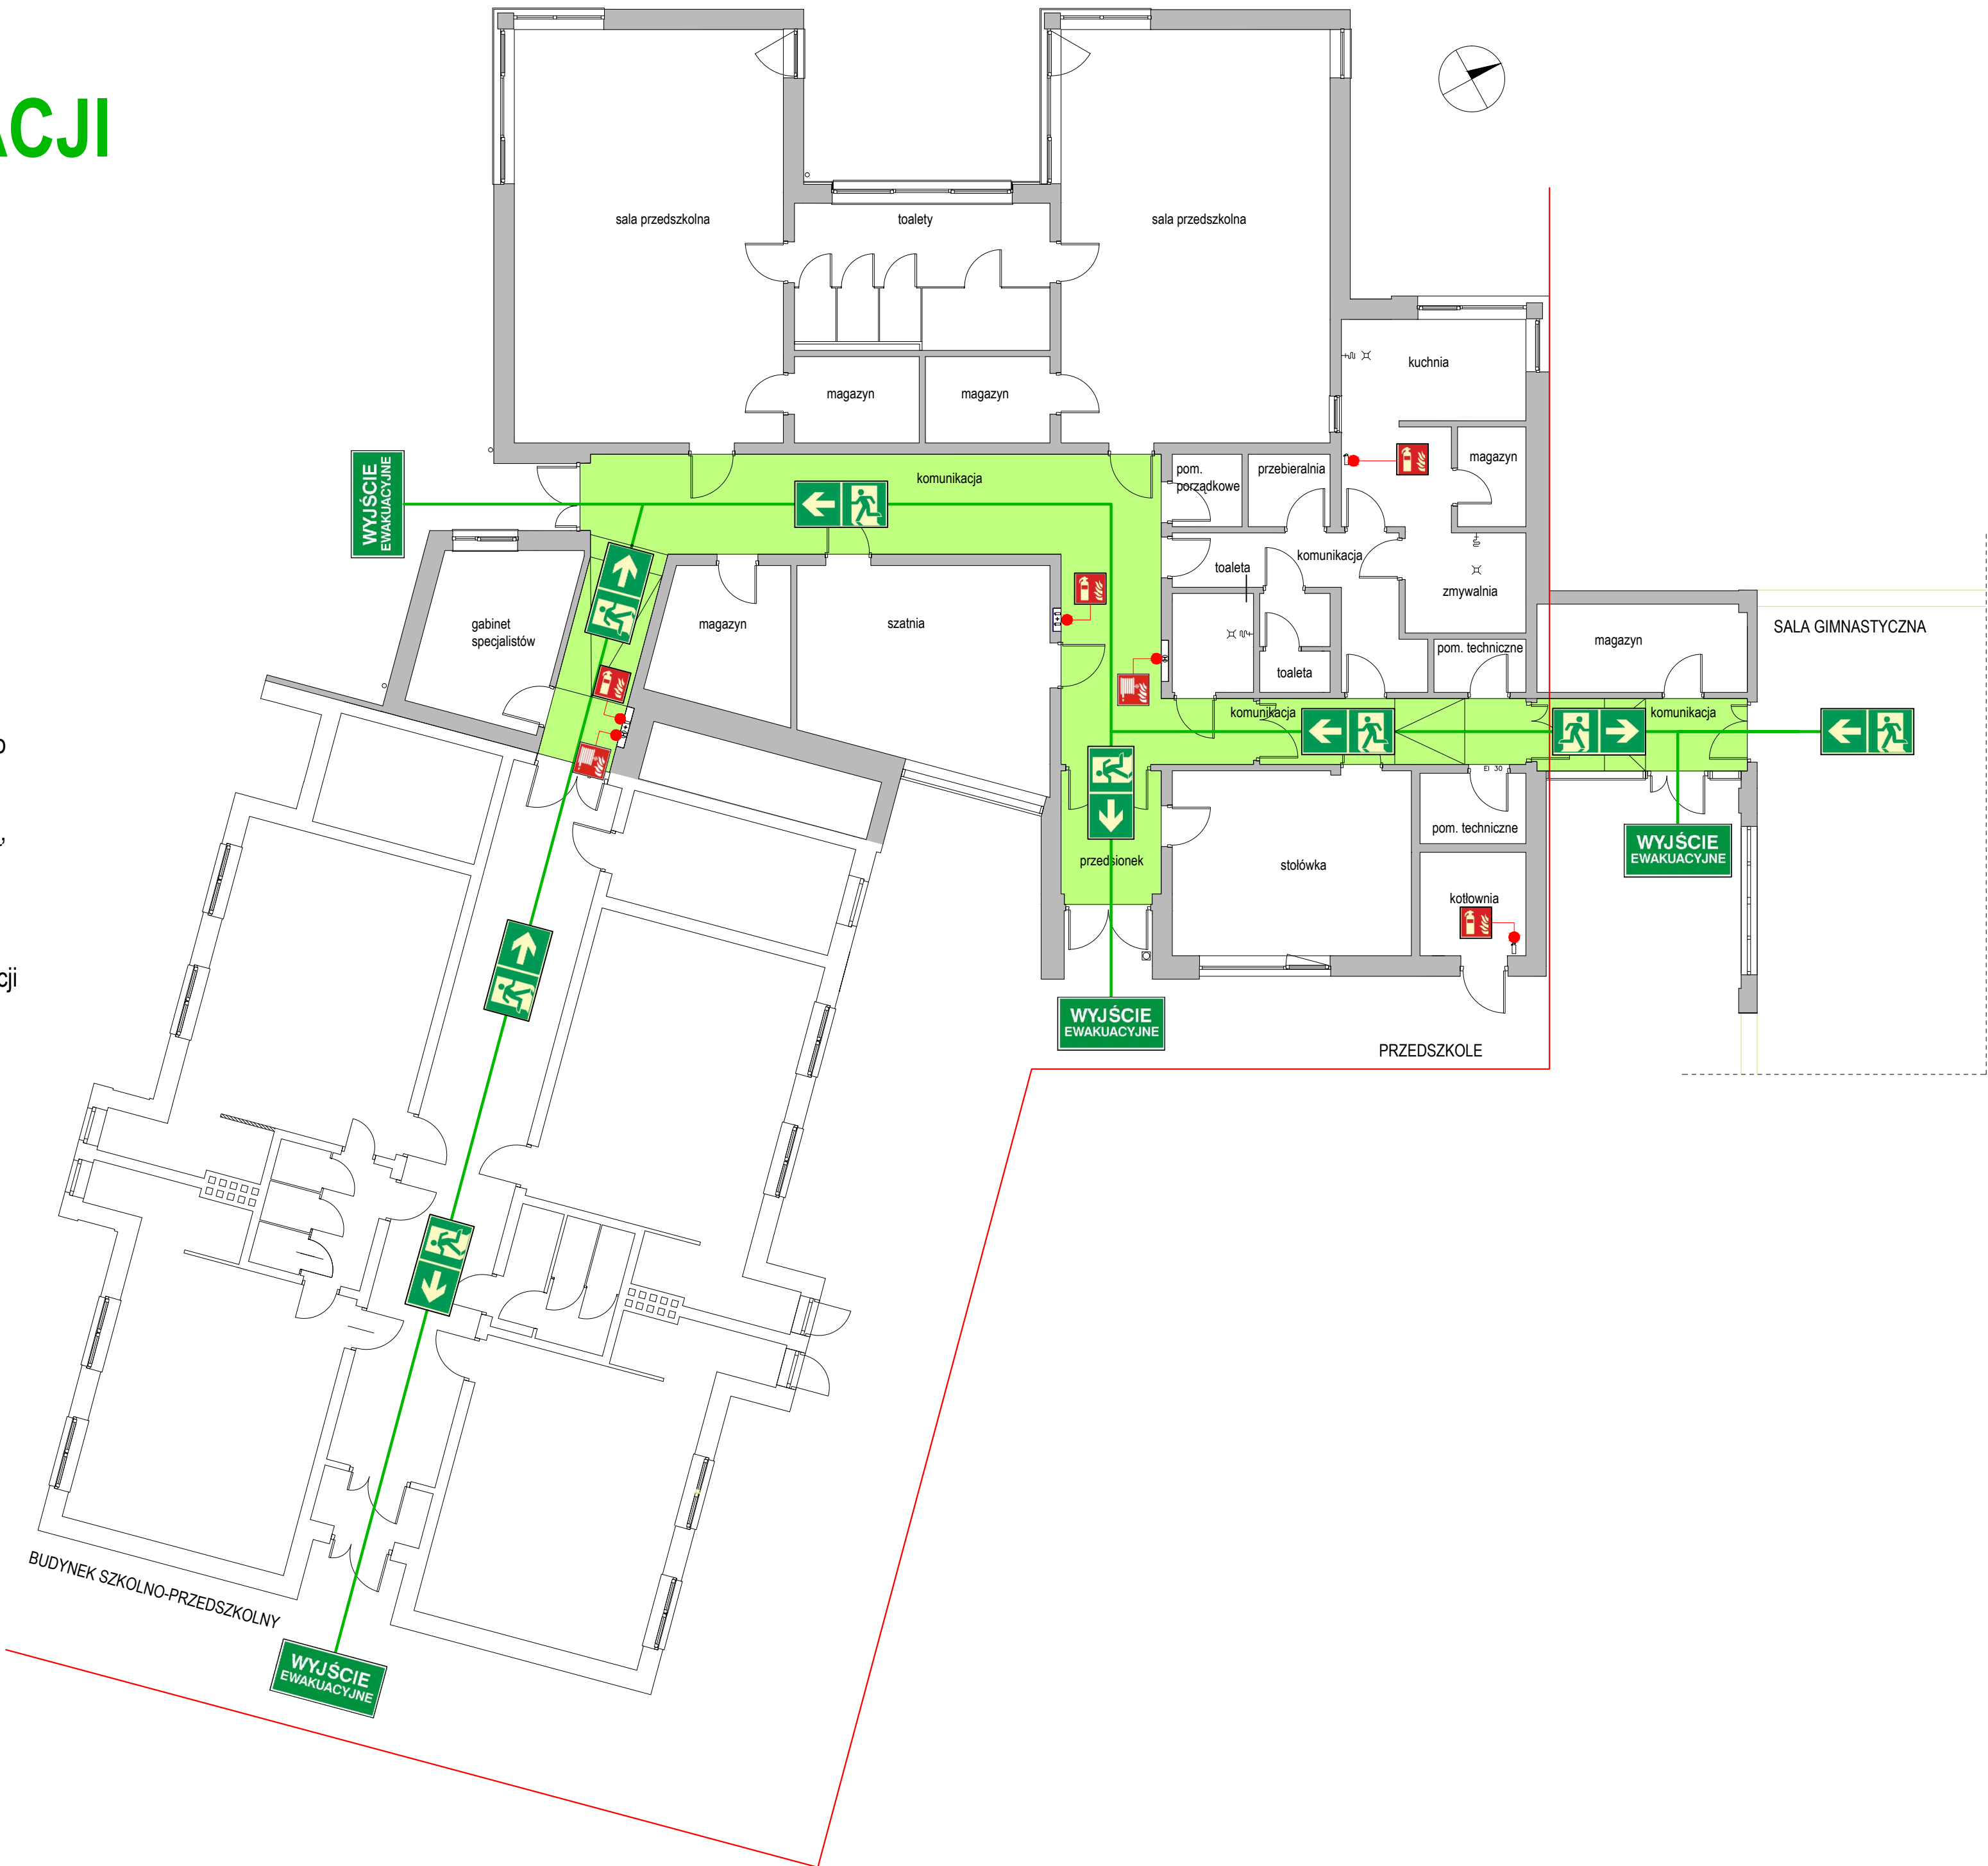 ACJI
sala przedszkolna
toalety
sala przedszkolna
kuchnia
magazyn
magazyn
magazyn
WYJŚCIE
EWAKUACYJNE
komunikacja
pom.
porządkowe
przebieralnia
komunikacja
toaleta
zmywalnia
gabinet
specjalistów
magazyn
szatnia
magazyn
SALA GIMNASTYCZNA
pom. techniczne
toaleta
komunikacja
komunikacja
EI 30
pom. techniczne
WYJŚCIE
EWAKUACYJNE
przedsionek
stołówka
kotłownia
cji
WYJŚCIE
EWAKUACYJNE
PRZEDSZKOLE
BUDYNEK SZKOLNO-PRZEDSZKOLNY
WYJŚCIE
EWAKUACYJNE